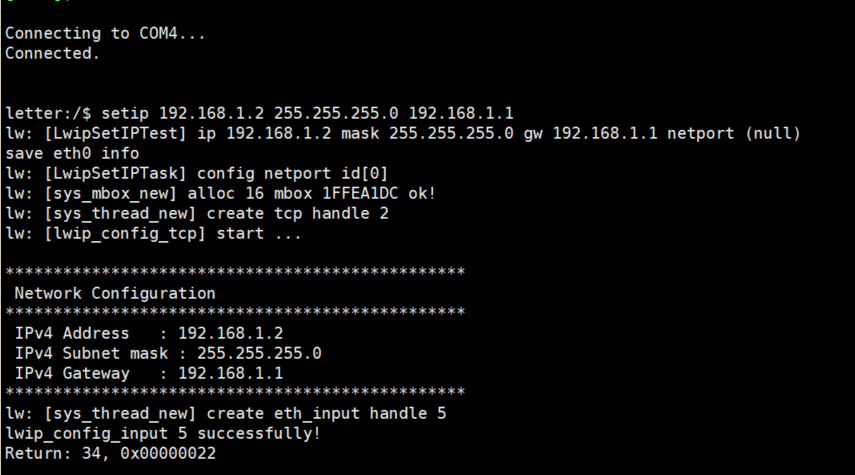 Connecting to COM4...
Connected.
letter:/$ setip 192.168.1.2 255.255.255.0 192.168.1.1
lw: [LwipSetIPTest] ip 192.168.1.2 mask 255.255.255.0 gw 192.168.1.1 netport (null)
save eth0 info
lw: [LwipSetIPTask] config netport id[0]
lw: [sys_mbox_new] alloc 16 mbox 1FFEA1DC ok!
lw: [sys_thread_new] create tcp handle 2
lw: [lwip_config_tcp] start ...
************************************************
Network Configuration
************************************************
IPv4 Address   : 192.168.1.2
IPv4 Subnet mask : 255.255.255.0
IPv4 Gateway   : 192.168.1.1
************************************************
lw: [sys_thread_new] create eth_input handle 5
lwip_config_input 5 successfully!
Return: 34, 0x00000022